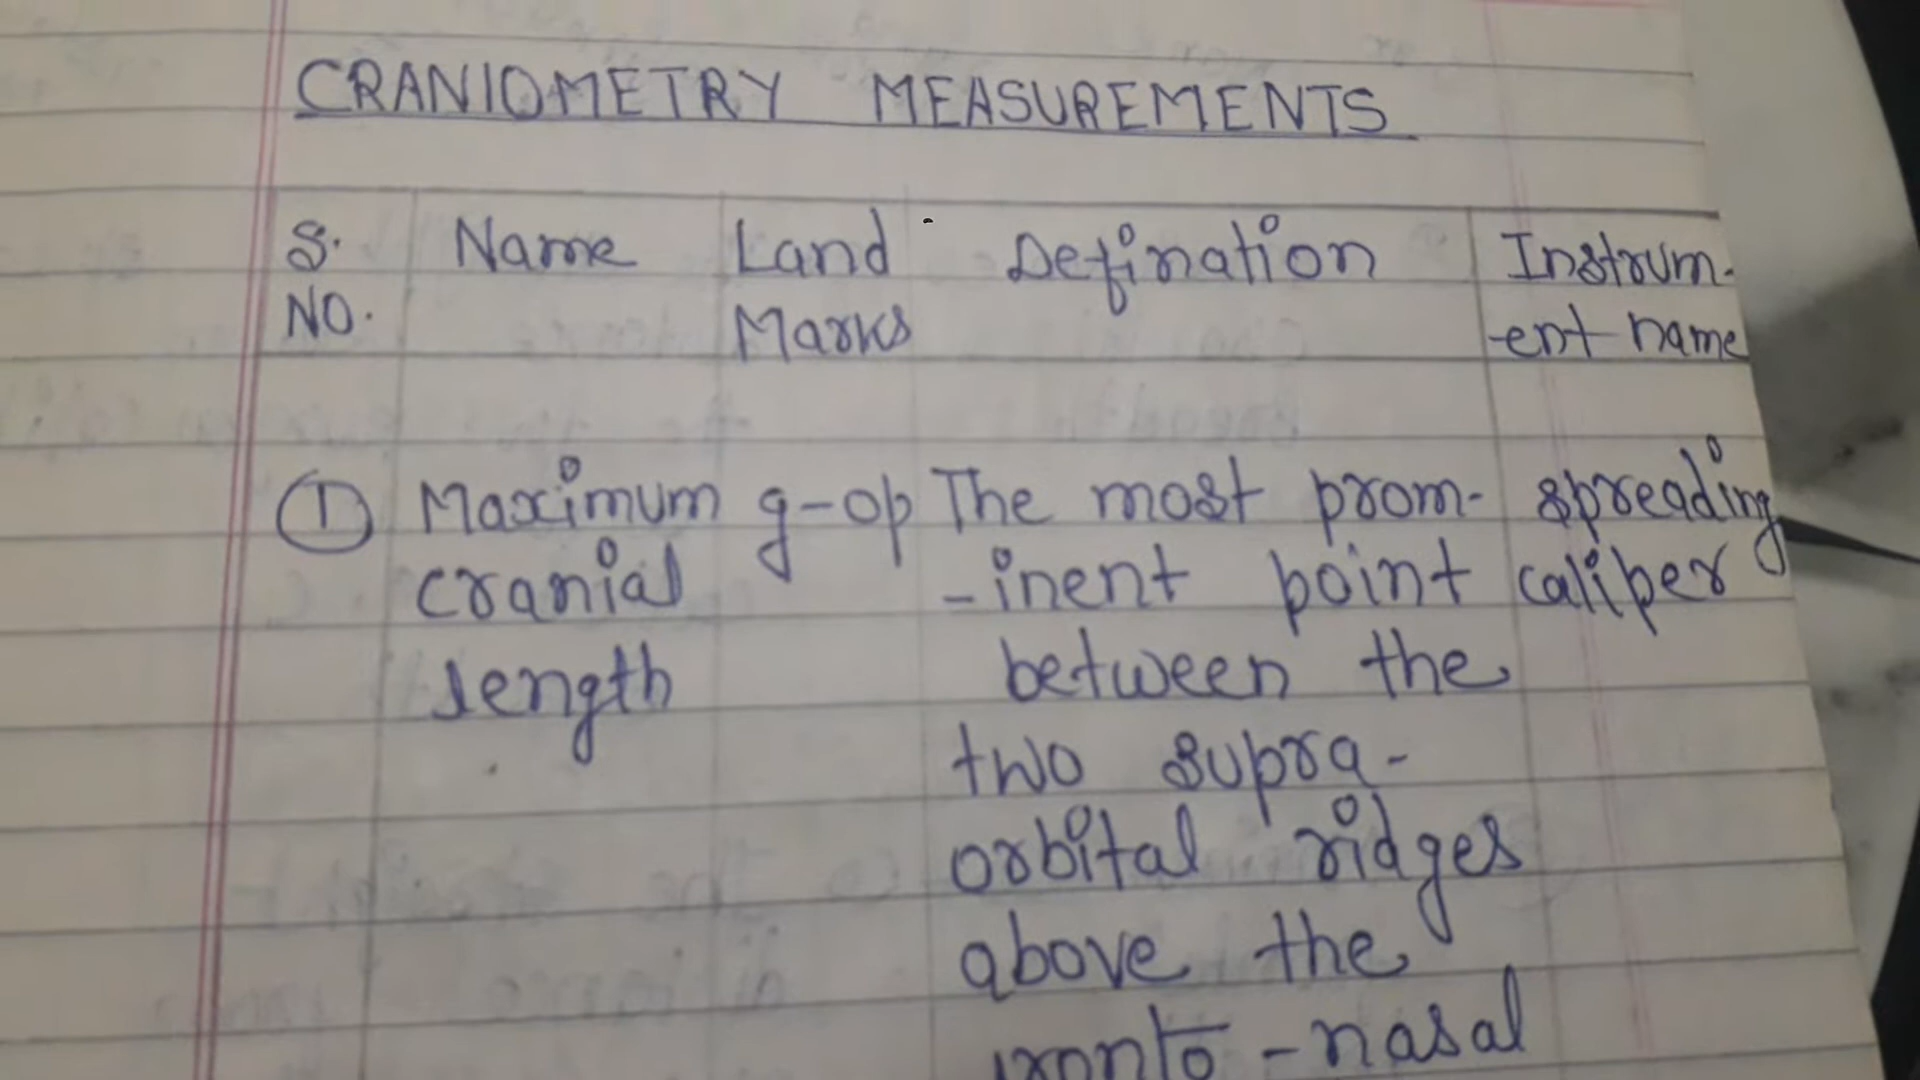 CRANIOMETRY MEASUREMENTS
S. Name Land Defination Instrum-
NO. Marks -ent name
① Maximum g-op The most prom- spreading
cranial -inent point caliper
length between the
two supra-
orbital ridges
above the
fronto-nasal